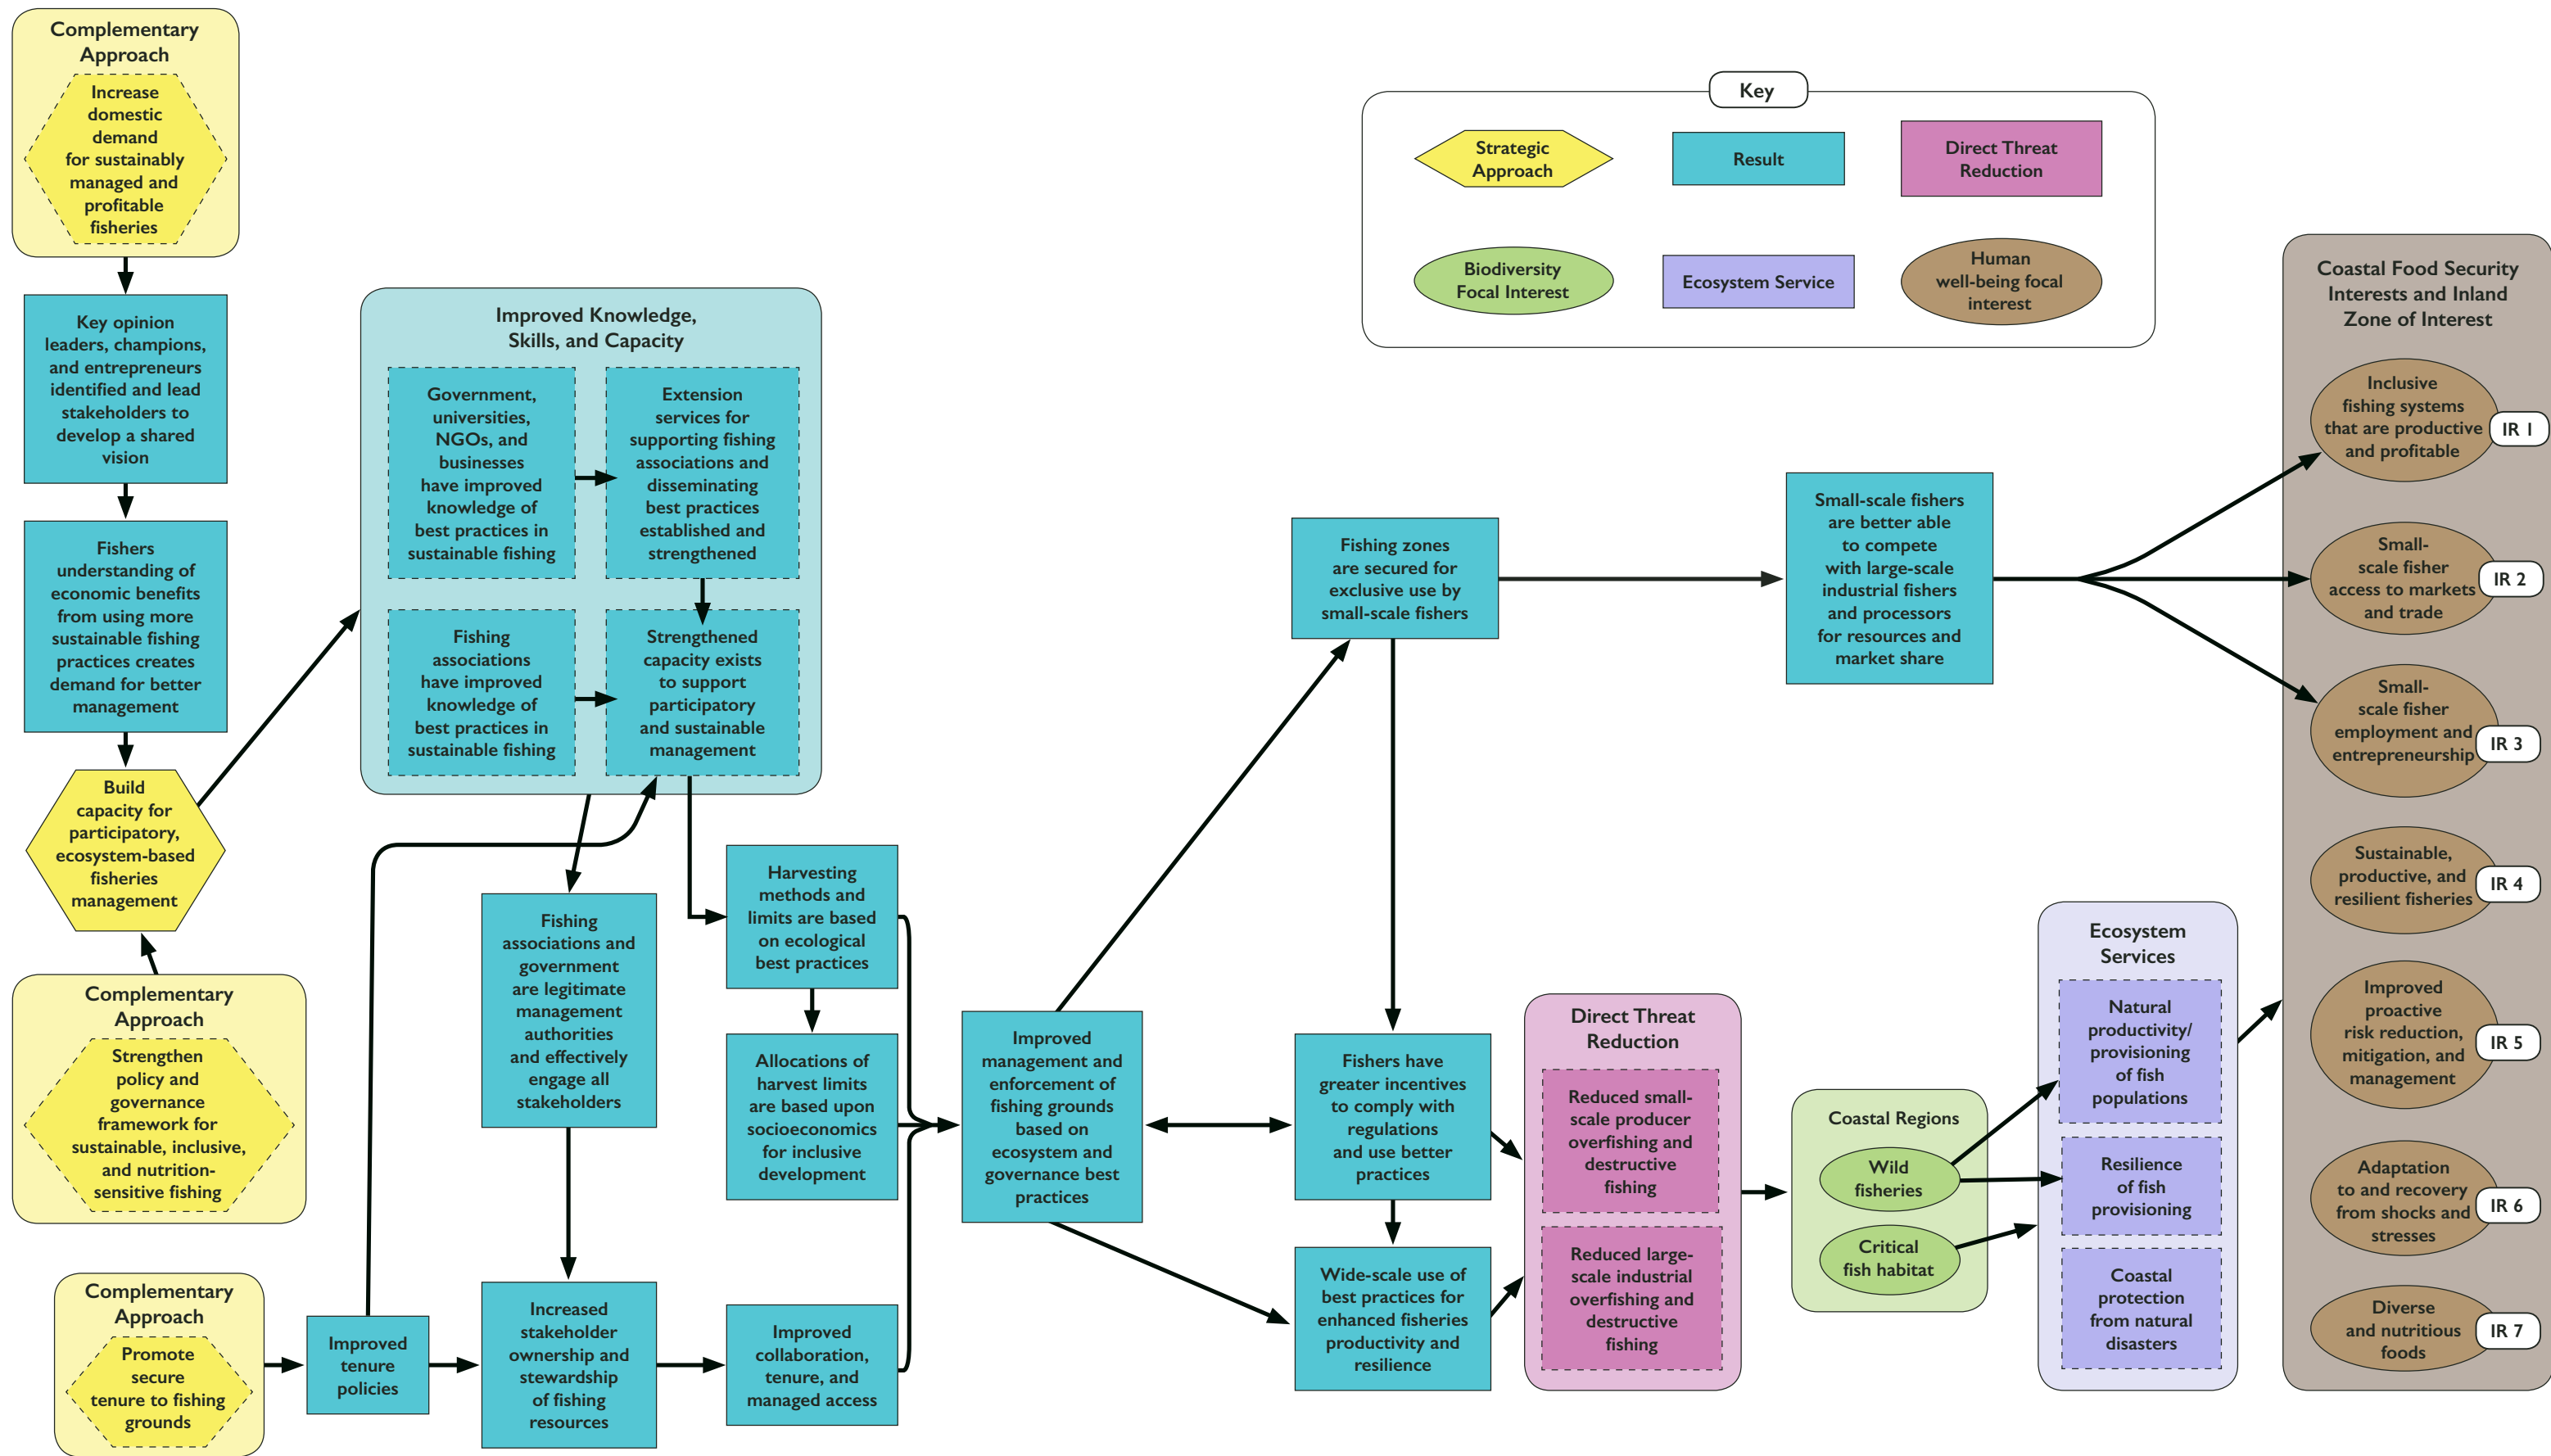 Complementary
Approach
Increase
domestic
demand
for sustainably
managed and
profitable
fisheries
Key opinion
leaders, champions,
and entrepreneurs
identified and lead
stakeholders to
develop a shared
vision
Fishers
understanding of
economic benefits
from using more
sustainable fishing
practices creates
demand for better
management
Build
capacity for
participatory,
ecosystem-based
fisheries
management
Complementary
Approach
Strengthen
policy and
governance
framework for
sustainable, inclusive,
and nutrition-
sensitive fishing
Complementary
Approach
Promote
secure
tenure to fishing
grounds
Improved
tenure
policies
Improved Knowledge,
Skills, and Capacity
Government,
universities,
NGOs, and
businesses
have improved
knowledge of
best practices in
sustainable fishing
Extension
services for
supporting fishing
associations and
disseminating
best practices
established and
strengthened
Fishing
associations
have improved
knowledge of
best practices in
sustainable fishing
Strengthened
capacity exists
to support
participatory
and sustainable
management
Fishing
associations and
government
are legitimate
management
authorities
and effectively
engage all
stakeholders
Increased
stakeholder
ownership and
stewardship
of fishing
resources
Harvesting
methods and
limits are based
on ecological
best practices
Allocations of
harvest limits
are based upon
socioeconomics
for inclusive
development
Improved
collaboration,
tenure, and
managed access
Improved
management and
enforcement of
fishing grounds
based on
ecosystem and
governance best
practices
Key
Strategic
Approach
Result
Direct Threat
Reduction
Biodiversity
Focal Interest
Ecosystem Service
Human
well-being focal
interest
Fishing zones
are secured for
exclusive use by
small-scale fishers
Small-scale fishers
are better able
to compete
with large-scale
industrial fishers
and processors
for resources and
market share
Fishers have
greater incentives
to comply with
regulations
and use better
practices
Wide-scale use of
best practices for
enhanced fisheries
productivity and
resilience
Direct Threat
Reduction
Reduced small-
scale producer
overfishing and
destructive
fishing
Reduced large-
scale industrial
overfishing and
destructive
fishing
Coastal Regions
Wild
fisheries
Critical
fish habitat
Ecosystem
Services
Natural
productivity/
provisioning
of fish
populations
Resilience
of fish
provisioning
Coastal
protection
from natural
disasters
Coastal Food Security
Interests and Inland
Zone of Interest
Inclusive
fishing systems
that are productive
and profitable
IR 1
Small-
scale fisher
access to markets
and trade
IR 2
Small-
scale fisher
employment and
entrepreneurship
IR 3
Sustainable,
productive, and
resilient fisheries
IR 4
Improved
proactive
risk reduction,
mitigation, and
management
IR 5
Adaptation
to and recovery
from shocks and
stresses
IR 6
Diverse
and nutritious
foods
IR 7